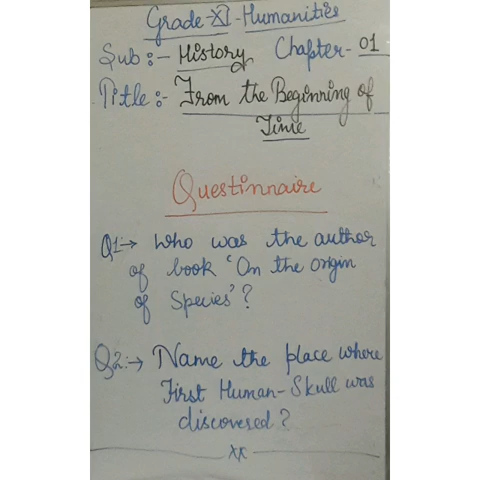 Grade-XI-Humanities
Sub:- History Chapter- 01
Title:- From the Beginning of
Time
Questinnaire
Q1:→ Who was the author
of book 'On the origin
of Species'?
Q2:→ Name the place where
First Human-Skull was
discovered?
xx